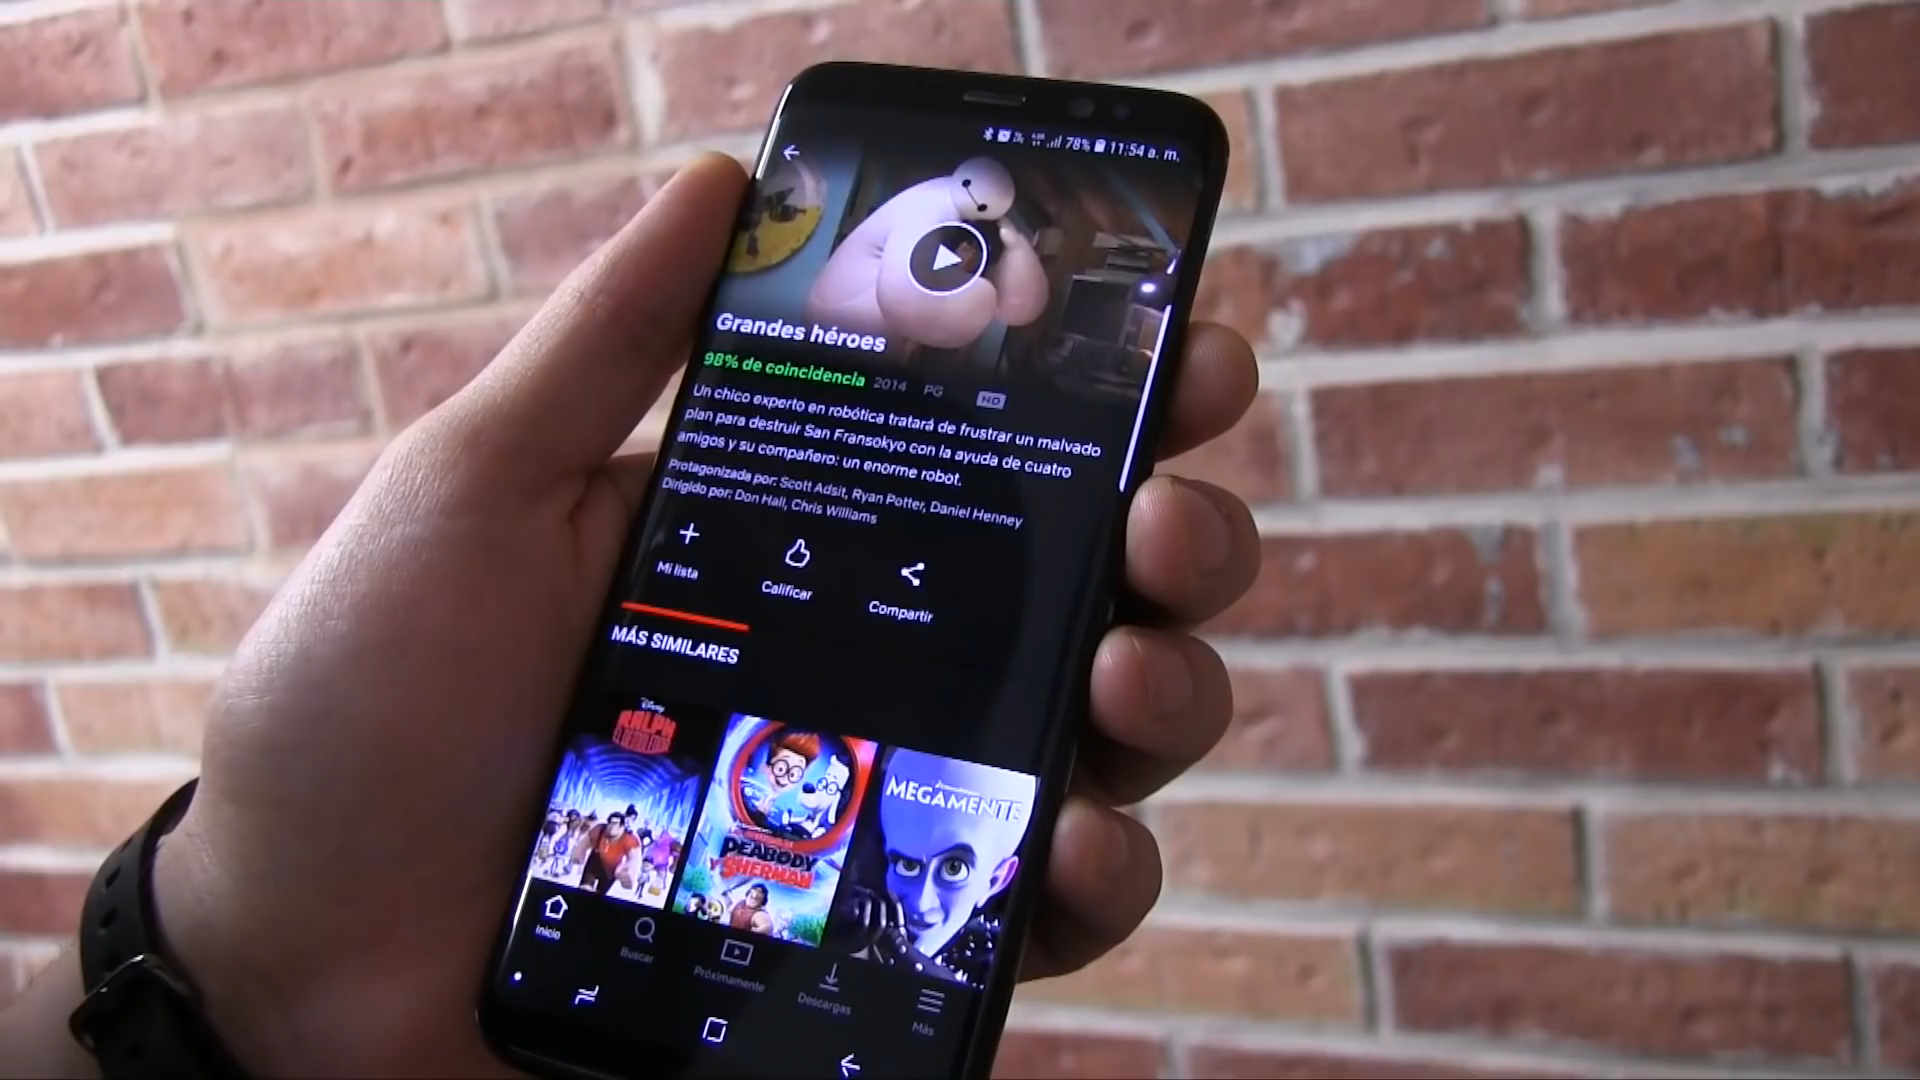 78% 11:54 a. m.
Grandes héroes
98% de coincidencia 2014 PG HD
Un chico experto en robótica tratará de frustrar un malvado
plan para destruir San Fransokyo con la ayuda de cuatro
amigos y su compañero: un enorme robot.
Protagonizada por: Scott Adsit, Ryan Potter, Daniel Henney
Dirigido por: Don Hall, Chris Williams
Mi lista
Calificar
Compartir
MÁS SIMILARES
Disney
RALPH
EL DEMOLEDOR
PEABODY
Y SHERMAN
MEGAMENTE
Inicio
Buscar
Próximamente
Descargas
Más